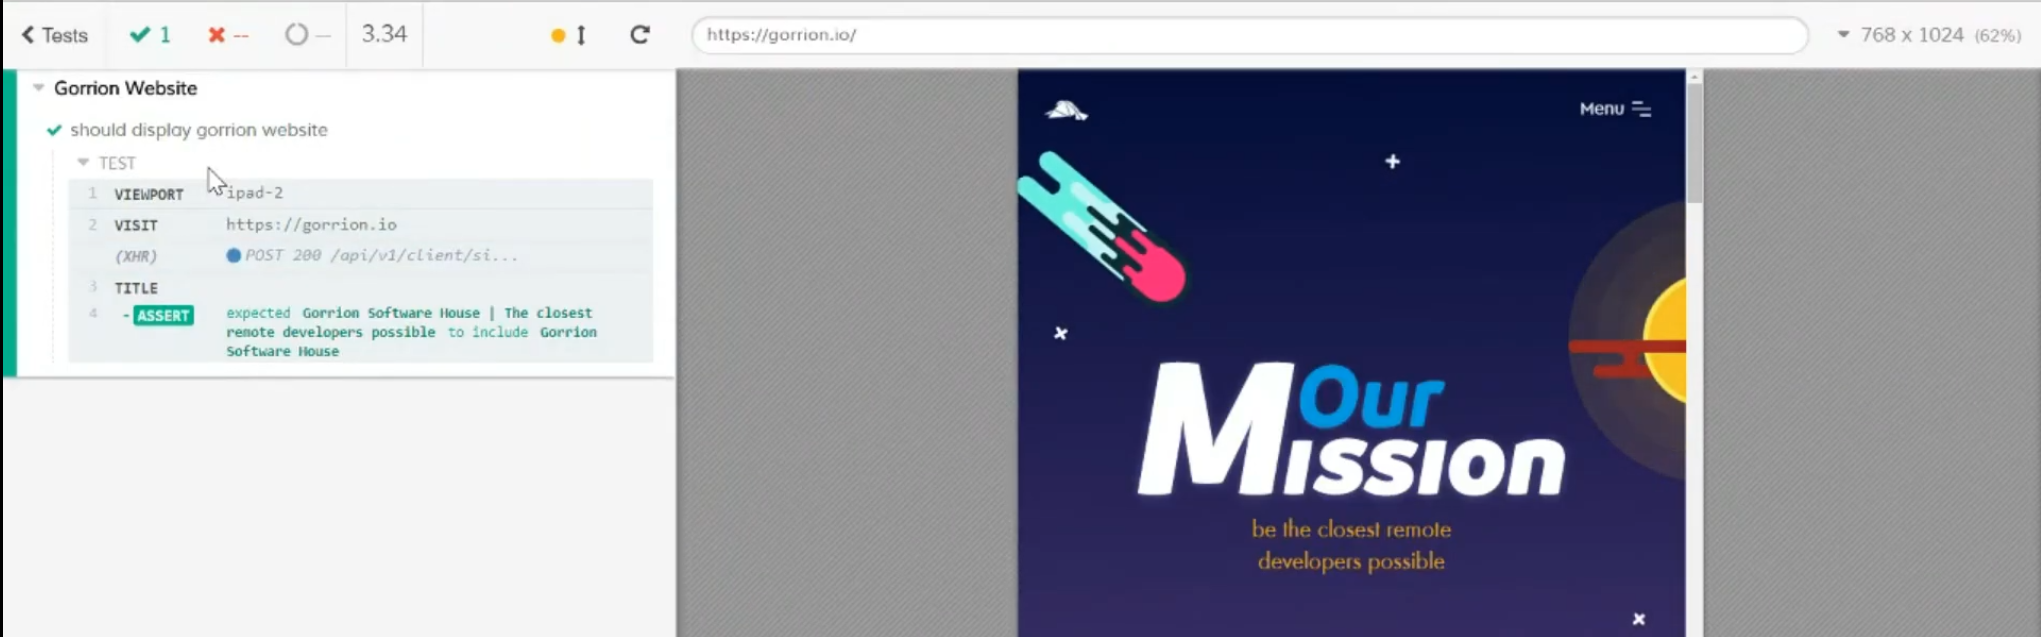 Tests 1 -- -- 3.34 https://gorrion.io/ 768 x 1024 (62%)
Gorrion Website
should display gorrion website
TEST
1 VIEWPORT ipad-2
2 VISIT https://gorrion.io
(XHR) POST 200 /api/v1/client/si...
3 TITLE
4 -ASSERT expected Gorrion Software House | The closest
remote developers possible to include Gorrion
Software House
Menu
Our
Mission
be the closest remote
developers possible